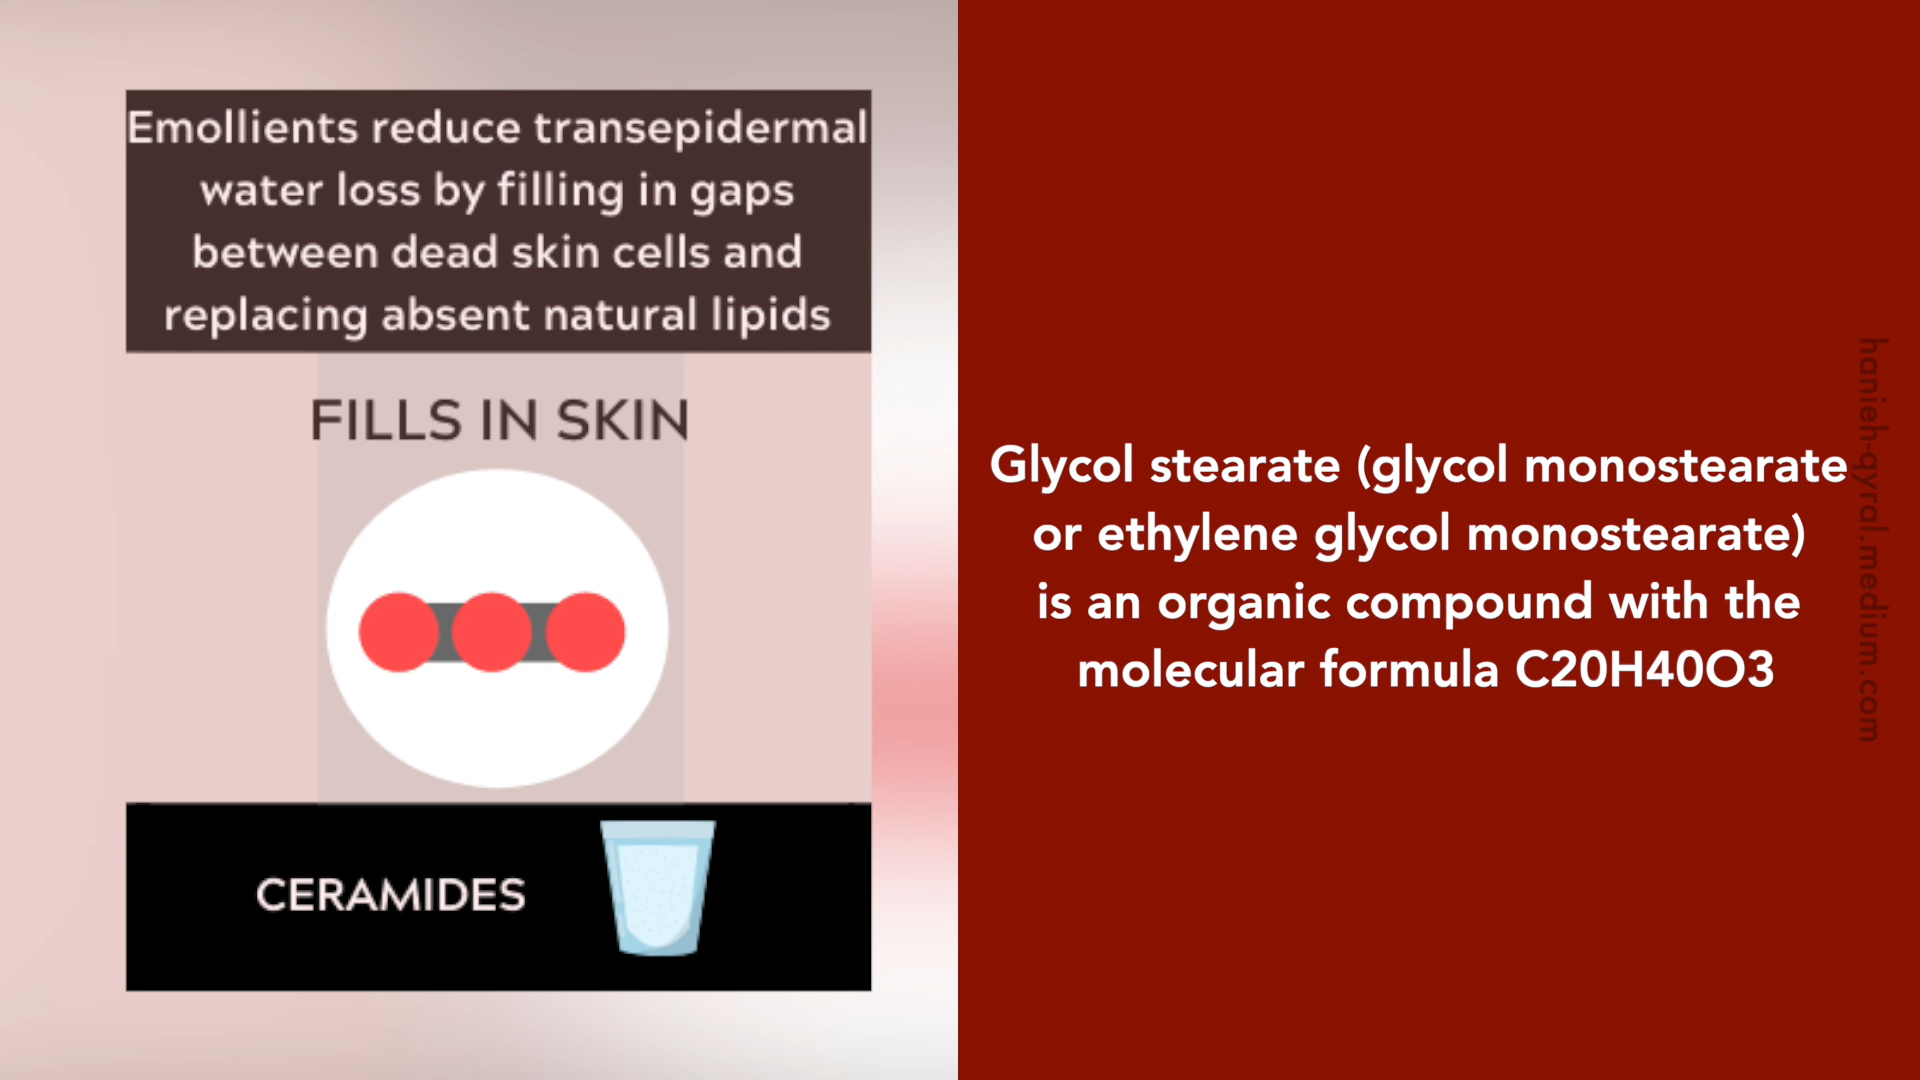 Emollients reduce transepidermal
water loss by filling in gaps
between dead skin cells and
replacing absent natural lipids
FILLS IN SKIN
CERAMIDES
Glycol stearate (glycol monostearate
or ethylene glycol monostearate)
is an organic compound with the
molecular formula C20H40O3
hanieh-qyral.medium.com